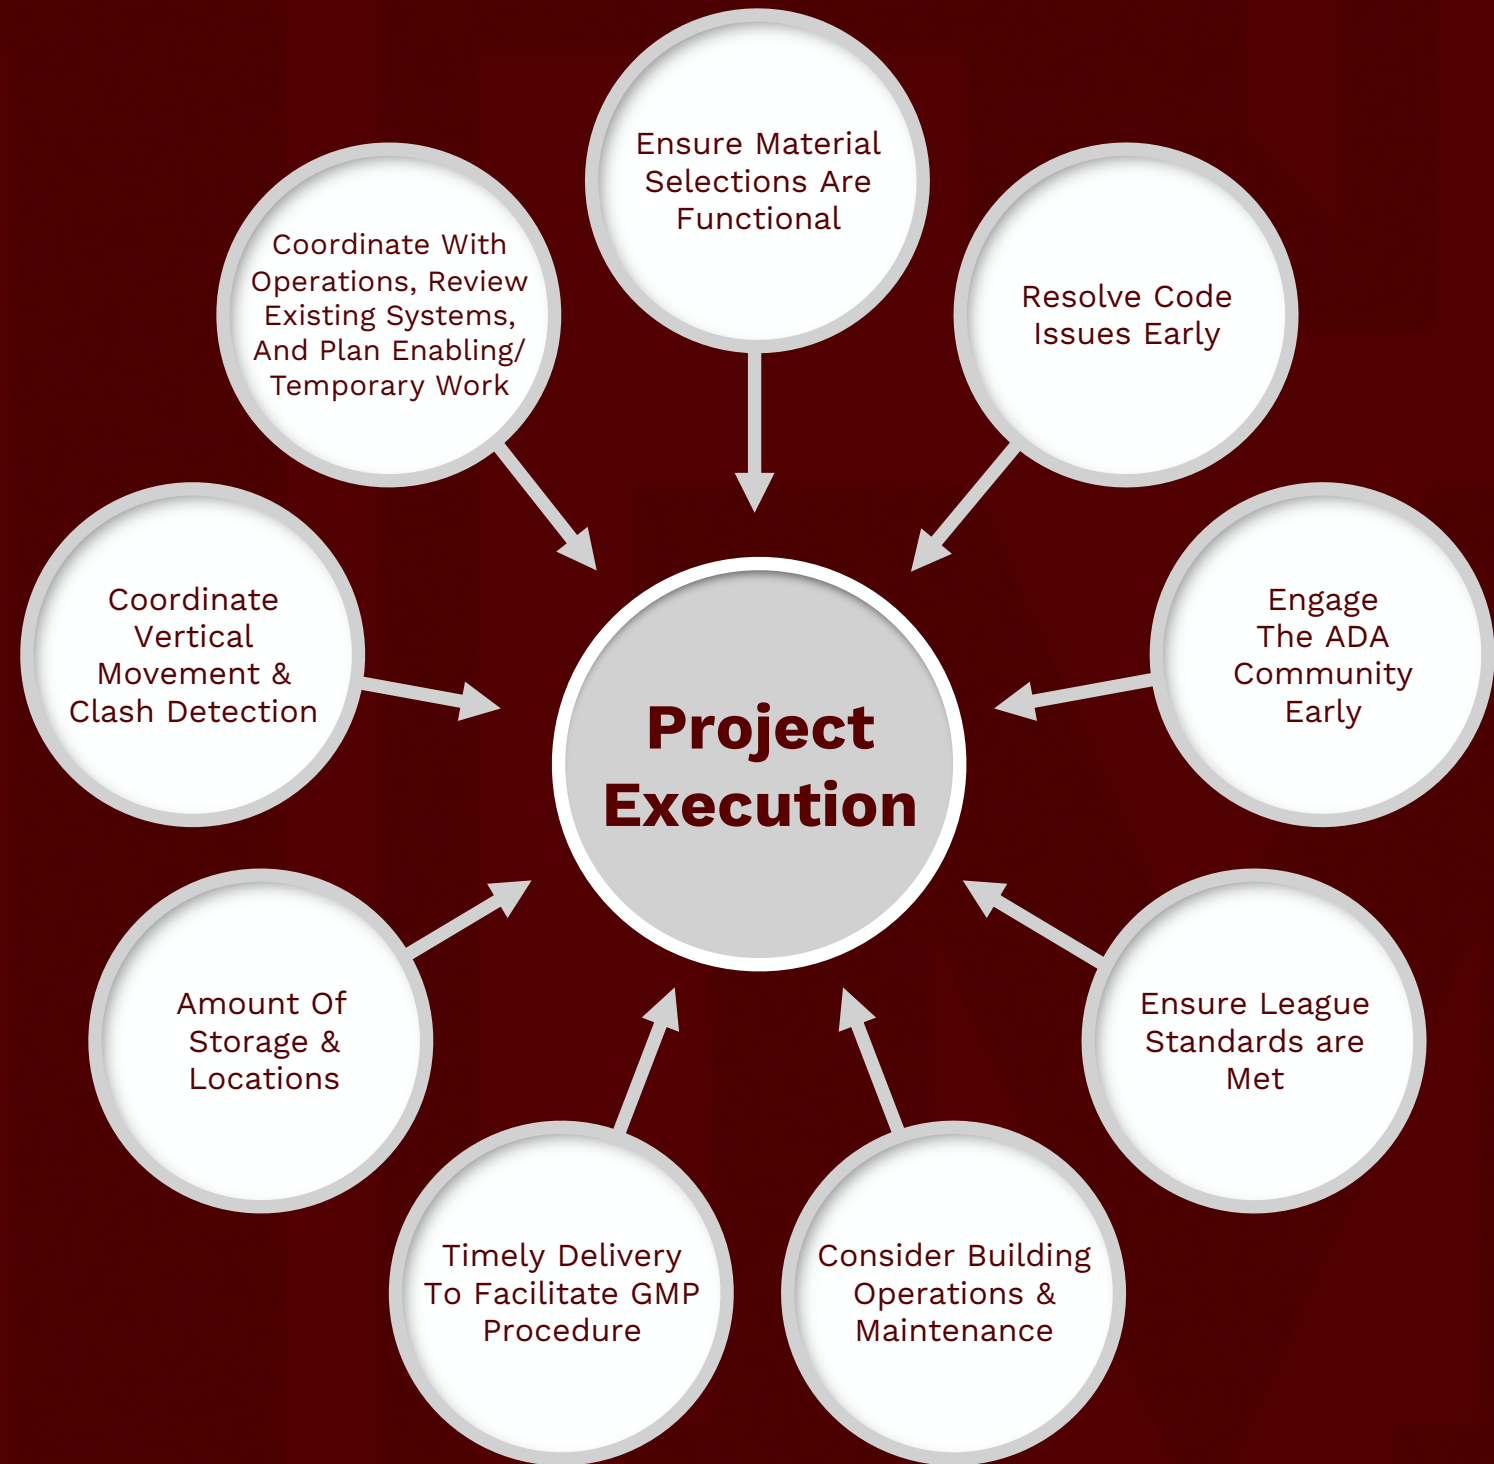 Ensure Material
Selections Are
Functional
Resolve Code
Issues Early
Engage
The ADA
Community
Early
Ensure League
Standards are
Met
Consider Building
Operations &
Maintenance
Timely Delivery
To Facilitate GMP
Procedure
Amount Of
Storage &
Locations
Coordinate
Vertical
Movement &
Clash Detection
Coordinate With
Operations, Review
Existing Systems,
And Plan Enabling/
Temporary Work
Project
Execution